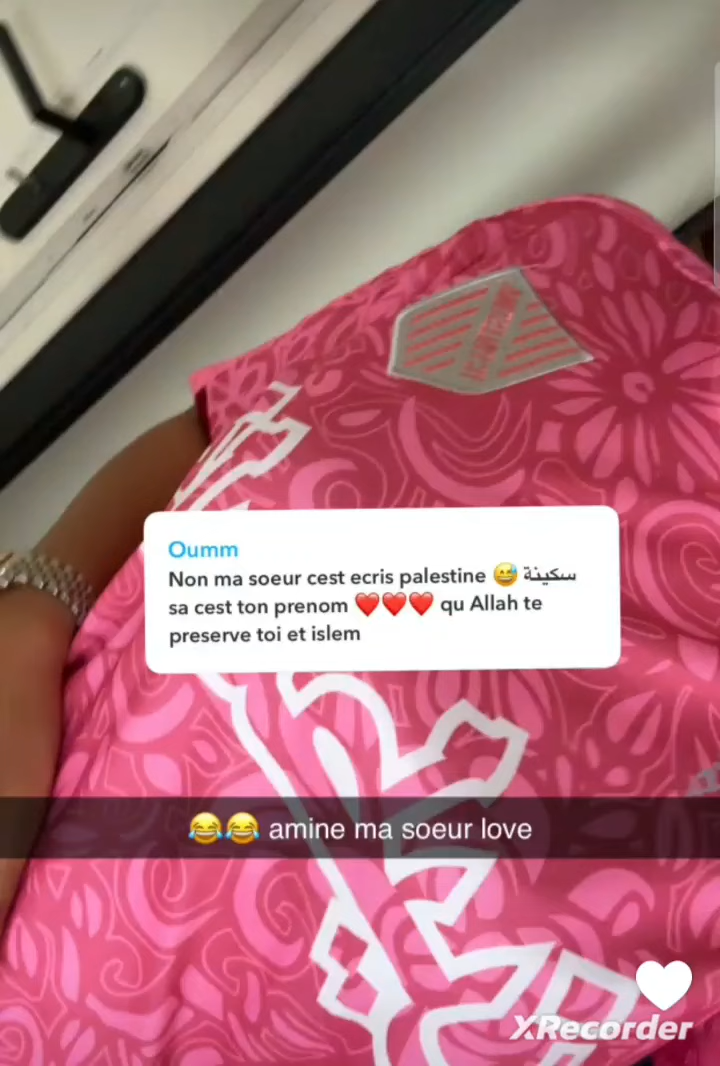 Oumm
Non ma soeur cest ecris palestine 😅 سكينة
sa cest ton prenom ❤️❤️❤️ qu Allah te
preserve toi et islem
😂😂 amine ma soeur love
XRecorder